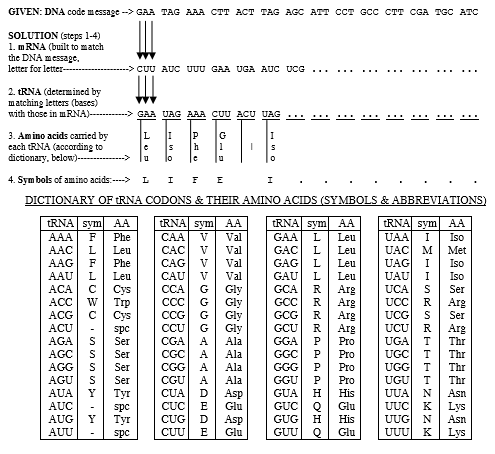 GIVEN: DNA code message --> GAA TAG AAA CTT ACT TAG AGC ATT CCT GCC CTT CGA TGC ATC
SOLUTION (steps 1-4)
1. mRNA (built to match
the DNA message,
letter for letter---------------------> CUU AUC UUU GAA UGA AUC UCG ... ... ... ... ... ... ...
2. tRNA (determined by
matching letters (bases)
with those in mRNA)-------------> GAA UAG AAA CUU ACU UAG ... ... ... ... ... ... ... ...
3. Amino acids carried by L I P G I
each tRNA (according to e s h l | s
dictionary, below)---------------> u o e u o
4. Symbols of amino acids:----> L I F E I . . . . . . . .
DICTIONARY OF tRNA CODONS & THEIR AMINO ACIDS (SYMBOLS & ABBREVIATIONS)
tRNA sym AA tRNA sym AA tRNA sym AA tRNA sym AA
AAA F Phe CAA V Val GAA L Leu UAA I Iso
AAC L Leu CAC V Val GAC L Leu UAC M Met
AAG F Phe CAG V Val GAG L Leu UAG I Iso
AAU L Leu CAU V Val GAU L Leu UAU I Iso
ACA C Cys CCA G Gly GCA R Arg UCA S Ser
ACC W Trp CCC G Gly GCC R Arg UCC R Arg
ACG C Cys CCG G Gly GCG R Arg UCG S Ser
ACU - spc CCU G Gly GCU R Arg UCU R Arg
AGA S Ser CGA A Ala GGA P Pro UGA T Thr
AGC S Ser CGC A Ala GGC P Pro UGC T Thr
AGG S Ser CGG A Ala GGG P Pro UGG T Thr
AGU S Ser CGU A Ala GGU P Pro UGU T Thr
AUA Y Tyr CUA D Asp GUA H His UUA N Asn
AUC - spc CUC E Glu GUC Q Glu UUC K Lys
AUG Y Tyr CUG D Asp GUG H His UUG N Asn
AUU - spc CUU E Glu GUU Q Glu UUU K Lys